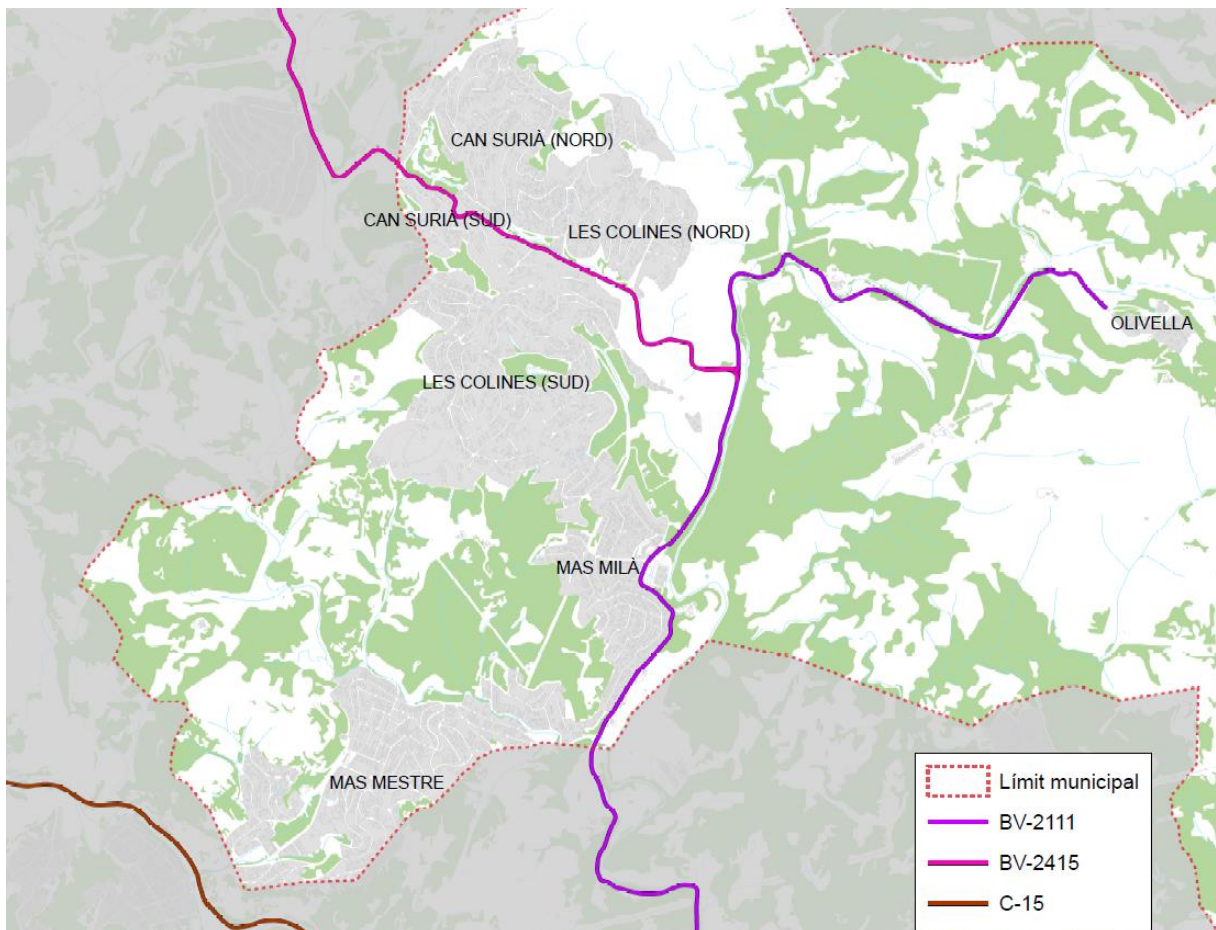 CAN SURIÀ (NORD)
CAN SURIÀ (SUD)
LES COLINES (NORD)
OLIVELLA
LES COLINES (SUD)
MAS MILÀ
MAS MESTRE
Límit municipal
BV-2111
BV-2415
C-15